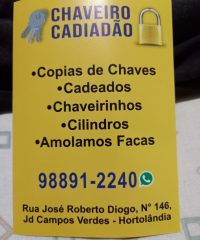 CHAVEIRO
CADIADÃO
•Copias de Chaves
•Cadeados
•Chaveirinhos
•Cilindros
•Amolamos Facas
98891-2240
Rua José Roberto Diogo, N° 146,
Jd Campos Verdes - Hortolândia